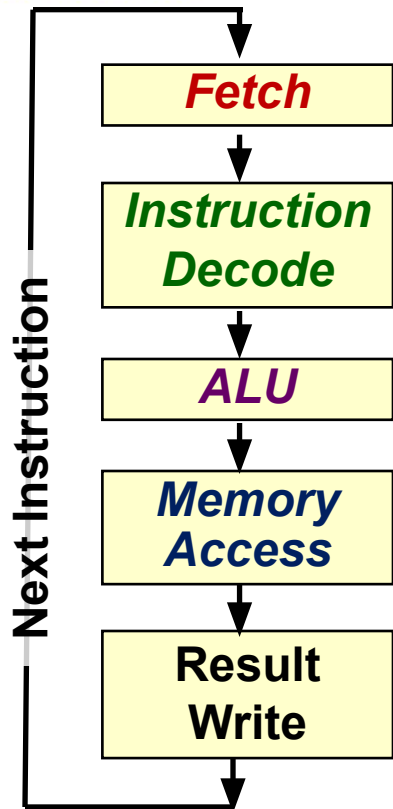 Fetch
Instruction
Decode
ALU
Memory
Access
Result
Write
Next Instruction